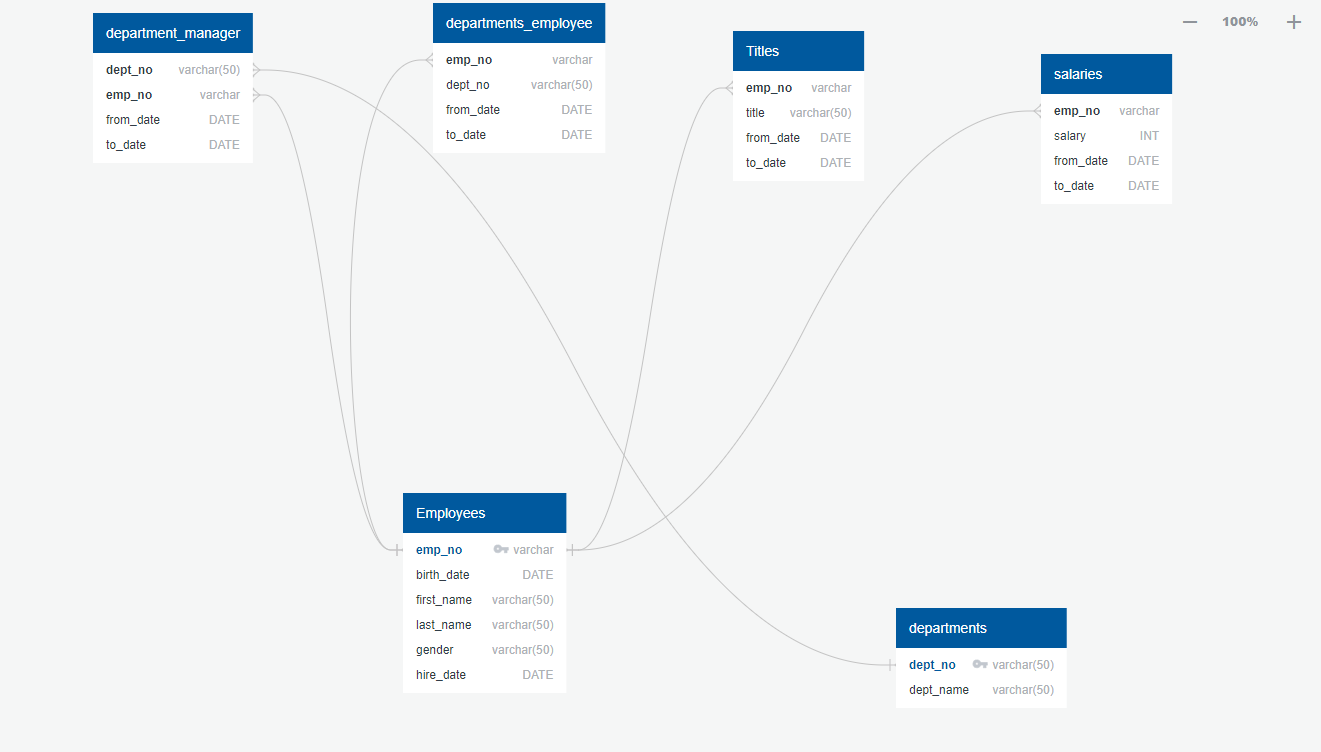 100%
department_manager
dept_no varchar(50)
emp_no varchar
from_date DATE
to_date DATE
departments_employee
emp_no varchar
dept_no varchar(50)
from_date DATE
to_date DATE
Titles
emp_no varchar
title varchar(50)
from_date DATE
to_date DATE
salaries
emp_no varchar
salary INT
from_date DATE
to_date DATE
Employees
emp_no varchar
birth_date DATE
first_name varchar(50)
last_name varchar(50)
gender varchar(50)
hire_date DATE
departments
dept_no varchar(50)
dept_name varchar(50)